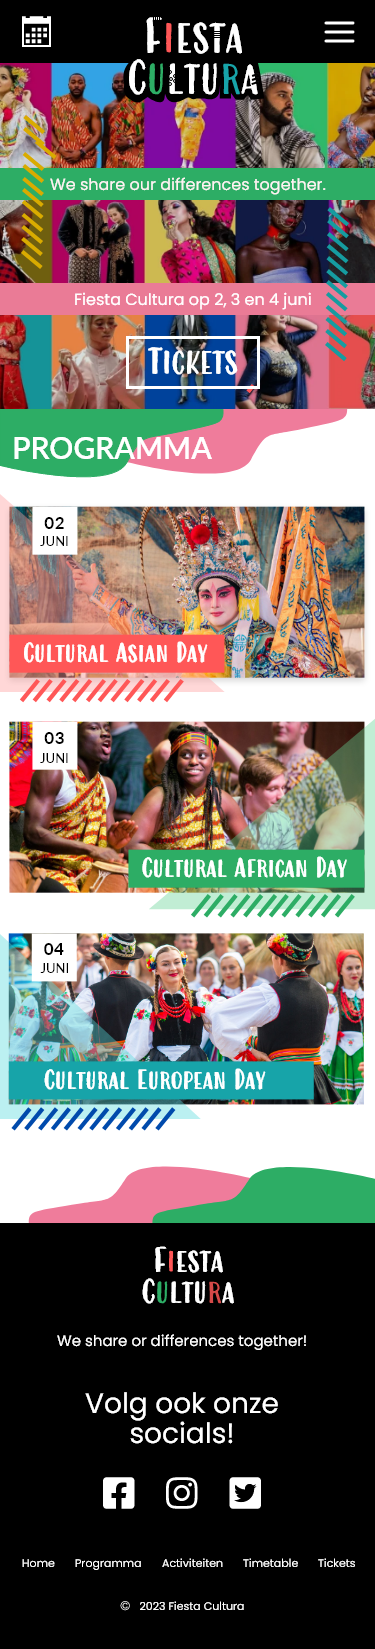 FIESTA
CULTURA
We share our differences together.
Fiesta Cultura op 2, 3 en 4 juni
TICKETS
PROGRAMMA
02
JUNI
CULTURAL ASIAN DAY
03
JUNI
CULTURAL AFRICAN DAY
04
JUNI
CULTURAL EUROPEAN DAY
FIESTA
CULTURA
We share or differences together!
Volg ook onze
socials!
Home Programma Activiteiten Timetable Tickets
© 2023 Fiesta Cultura